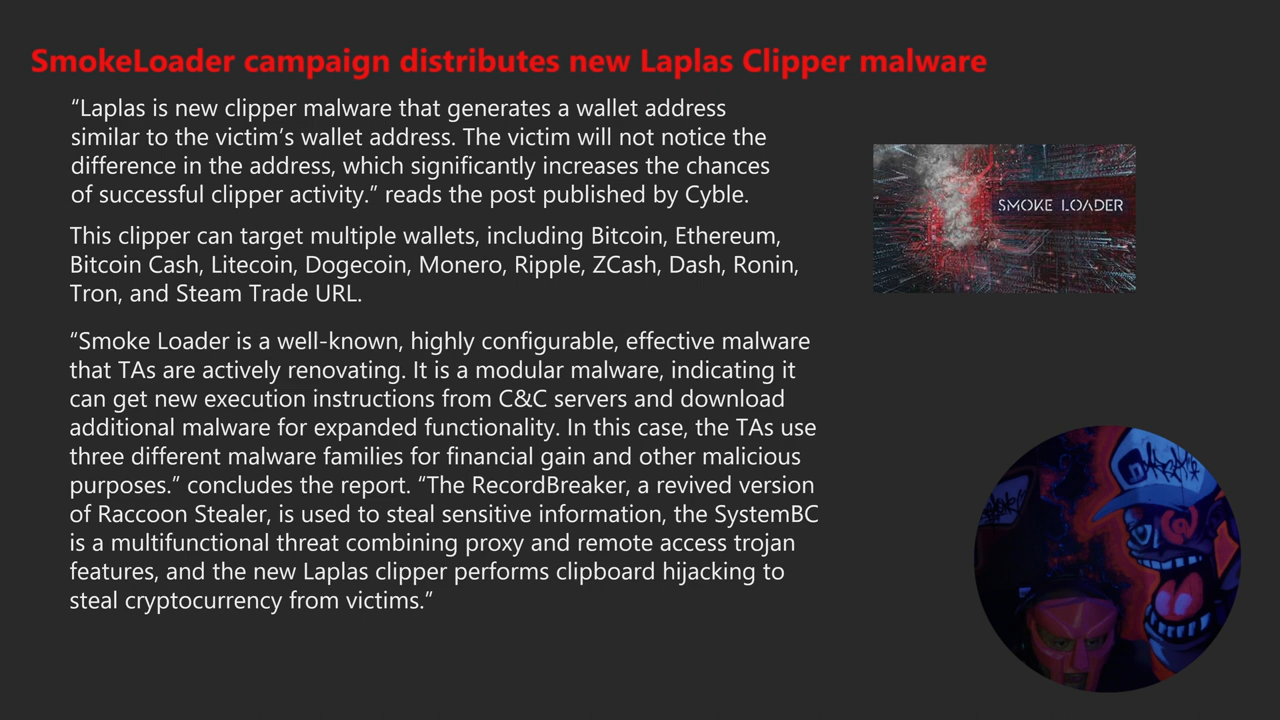 SmokeLoader campaign distributes new Laplas Clipper malware
“Laplas is new clipper malware that generates a wallet address
similar to the victim’s wallet address. The victim will not notice the
difference in the address, which significantly increases the chances
of successful clipper activity.” reads the post published by Cyble.
This clipper can target multiple wallets, including Bitcoin, Ethereum,
Bitcoin Cash, Litecoin, Dogecoin, Monero, Ripple, ZCash, Dash, Ronin,
Tron, and Steam Trade URL.
SMOKE LOADER
“Smoke Loader is a well-known, highly configurable, effective malware
that TAs are actively renovating. It is a modular malware, indicating it
can get new execution instructions from C&C servers and download
additional malware for expanded functionality. In this case, the TAs use
three different malware families for financial gain and other malicious
purposes.” concludes the report. “The RecordBreaker, a revived version
of Raccoon Stealer, is used to steal sensitive information, the SystemBC
is a multifunctional threat combining proxy and remote access trojan
features, and the new Laplas clipper performs clipboard hijacking to
steal cryptocurrency from victims.”